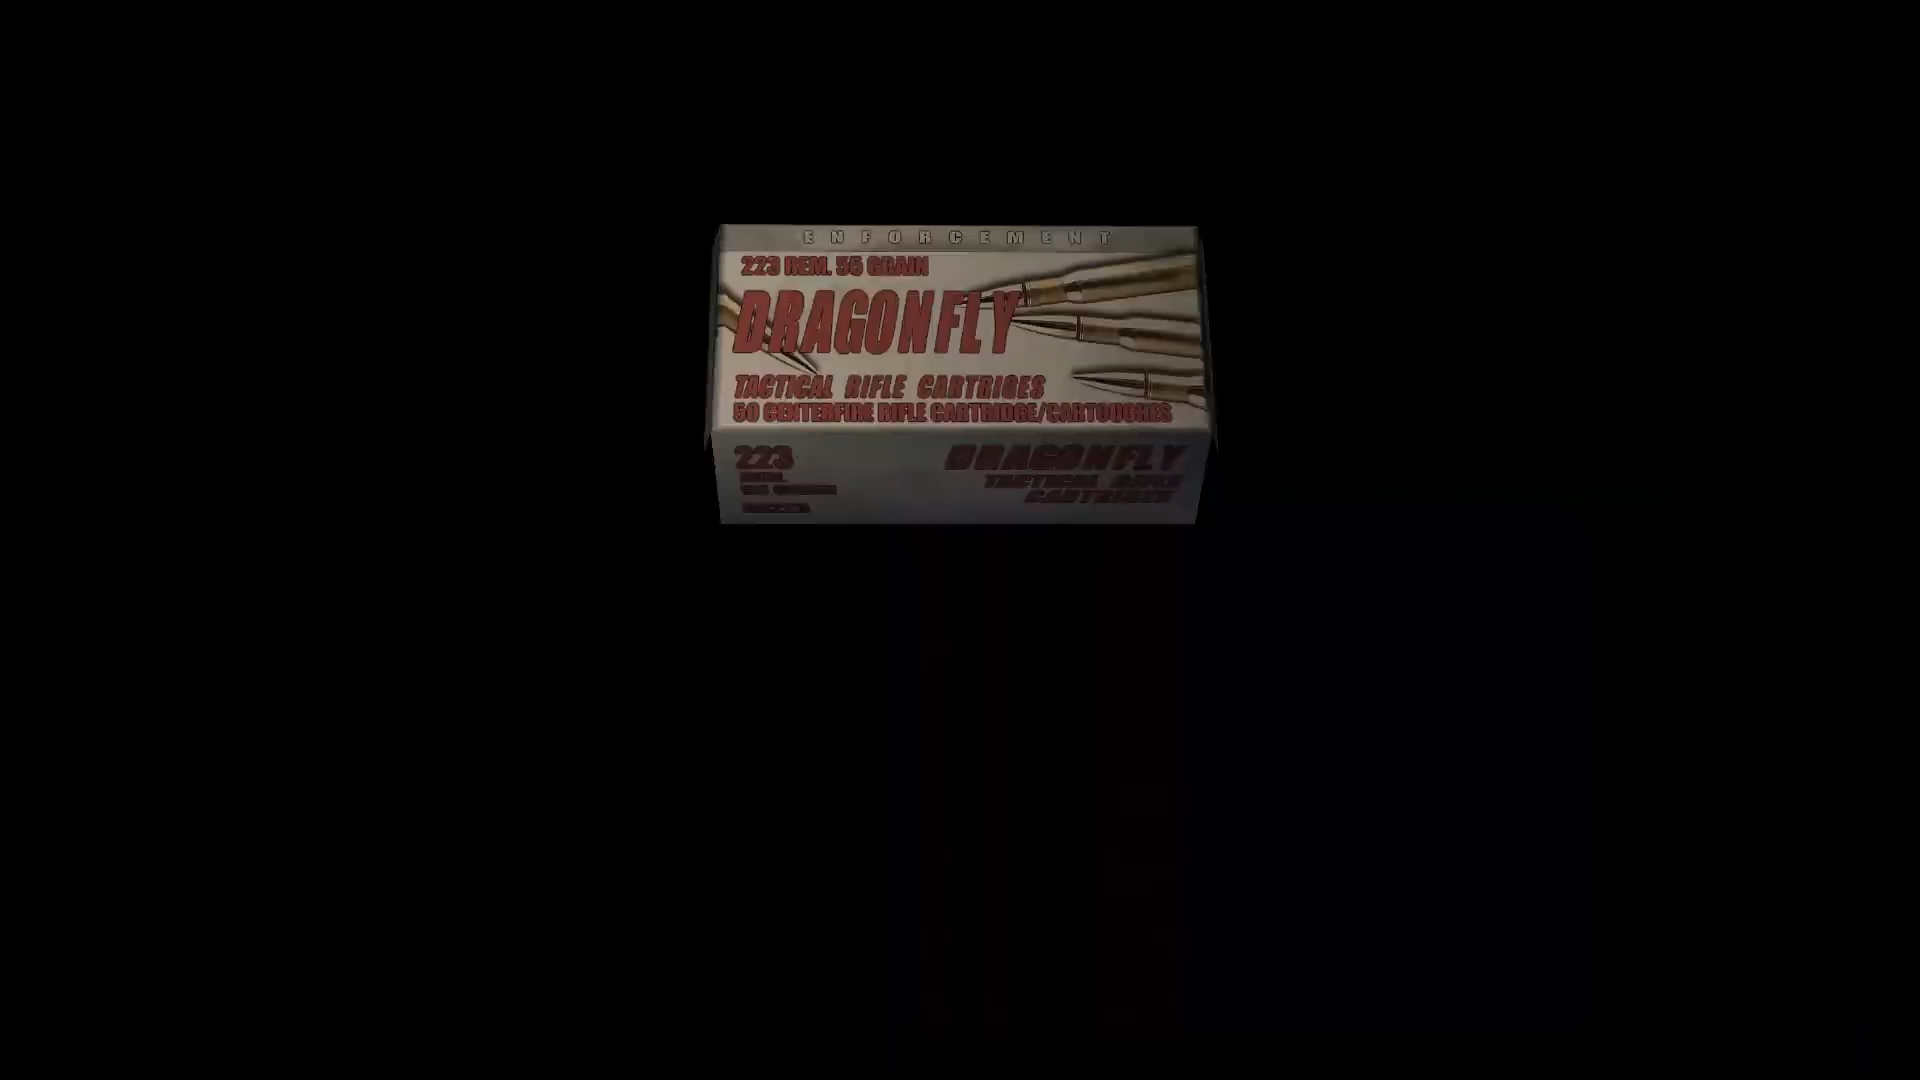 ENFORCEMENT
223 REM. 55 GRAIN
DRAGONFLY
TACTICAL RIFLE CARTRIGES
50 CENTERFIRE RIFLE CARTRIDGE/CARTOUCHES
223
DRAGONFLY
TACTICAL RIFLE
CARTRIGES